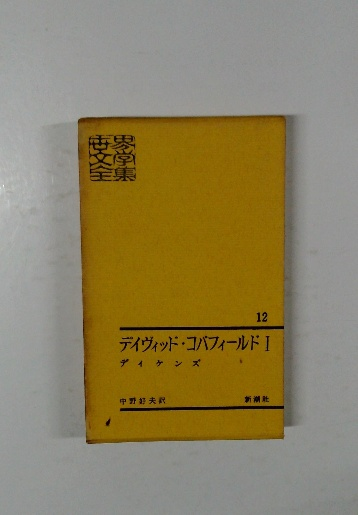 世界
文学
全集
12
デイヴィッド・コパフィールド I
デイケンズ
中野好夫訳 新潮社